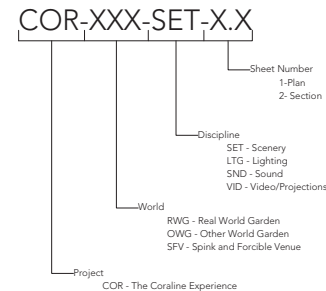 COR-XXX-SET-X.X
Sheet Number
1-Plan
2- Section
Discipline
SET - Scenery
LTG - Lighting
SND - Sound
VID - Video/Projections
World
RWG - Real World Garden
OWG - Other World Garden
SFV - Spink and Forcible Venue
Project
COR - The Coraline Experience